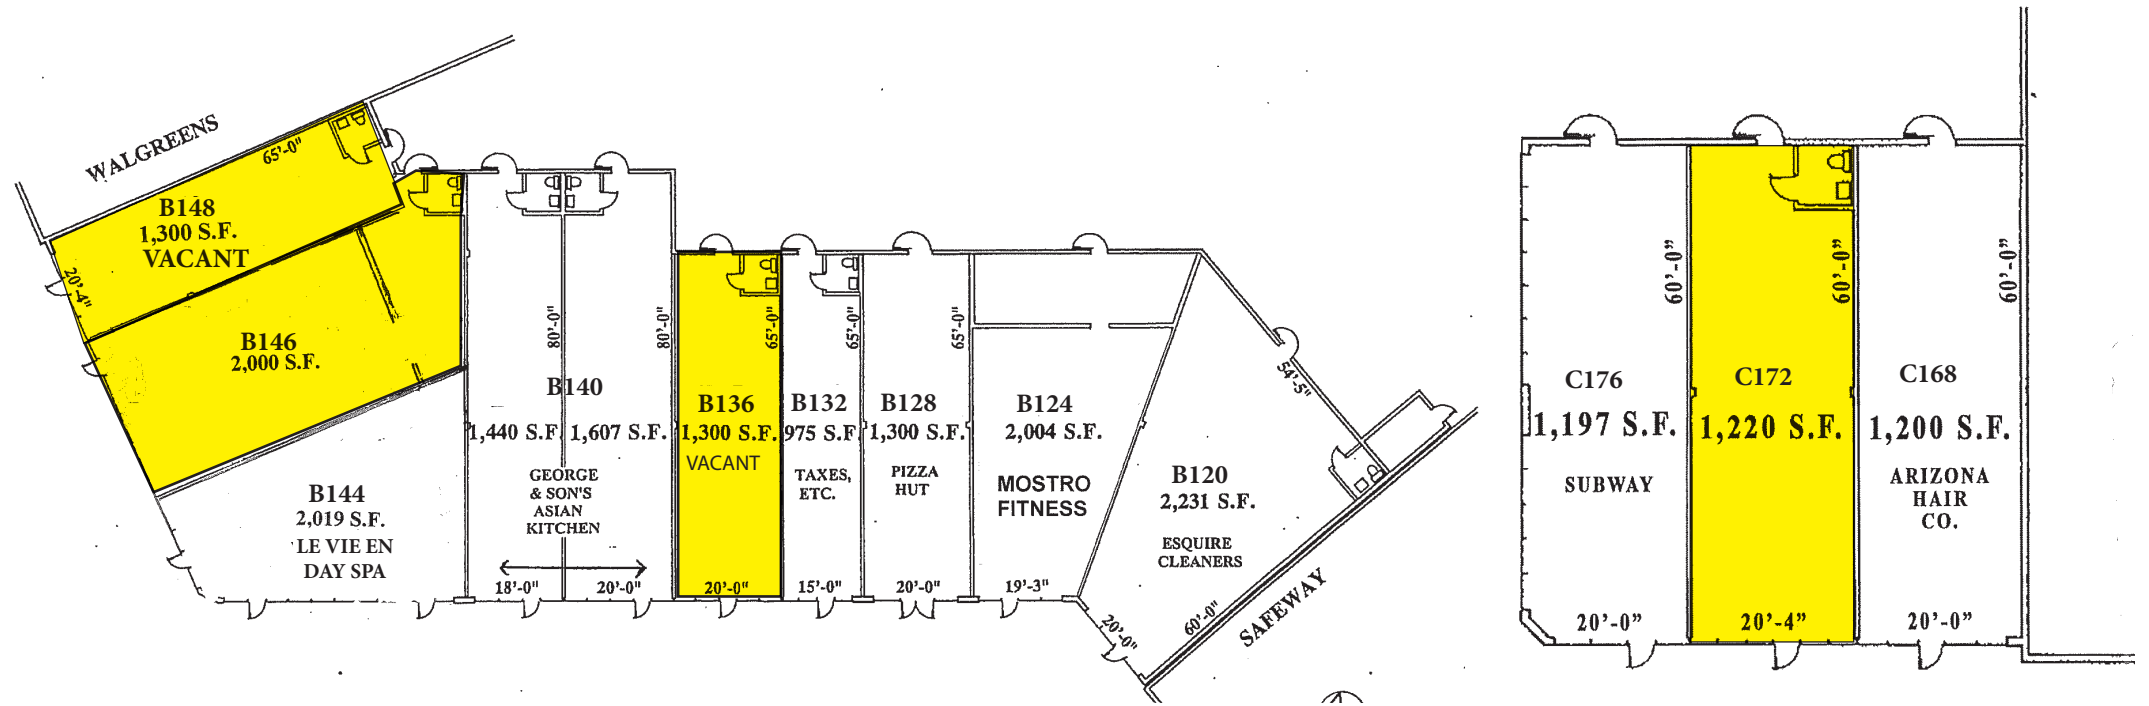 WALGREENS
65'-0"
B148
1,300 S.F.
VACANT
20'-4"
B146
2,000 S.F.
B144
2,019 S.F.
LE VIE EN
DAY SPA
80'-0"
80'-0"
B140
1,440 S.F.
1,607 S.F.
GEORGE
& SON'S
ASIAN
KITCHEN
18'-0"
20'-0"
65'-0"
B136
1,300 S.F.
VACANT
20'-0"
65'-0"
B132
975 S.F.
TAXES,
ETC.
15'-0"
65'-0"
B128
1,300 S.F.
PIZZA
HUT
20'-0"
B124
2,004 S.F.
MOSTRO
FITNESS
19'-3"
54'-5"
B120
2,231 S.F.
ESQUIRE
CLEANERS
20'-0"
60'-0"
SAFEWAY
60'-0"
C176
1,197 S.F.
SUBWAY
20'-0"
60'-0"
C172
1,220 S.F.
20'-4"
60'-0"
C168
1,200 S.F.
ARIZONA
HAIR
CO.
20'-0"